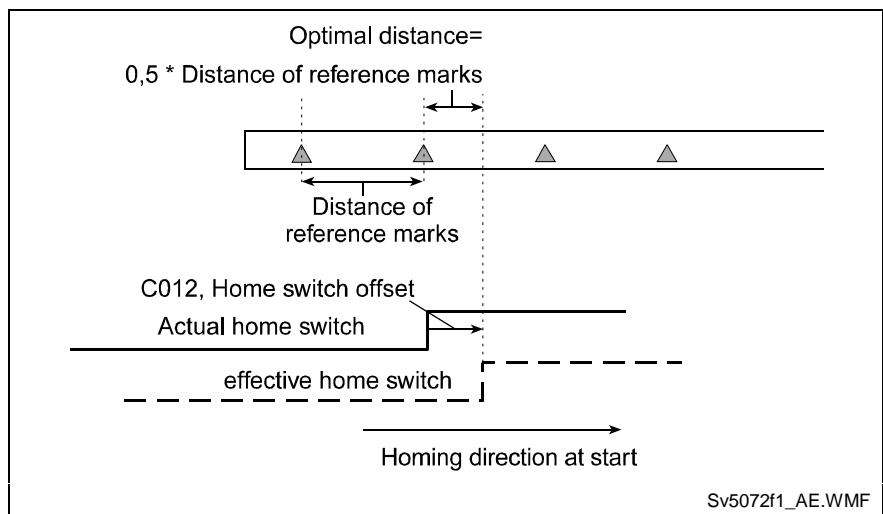 Optimal distance=
0,5 * Distance of reference marks
Distance of
reference marks
C012, Home switch offset
Actual home switch
effective home switch
Homing direction at start
Sv5072f1_AE.WMF